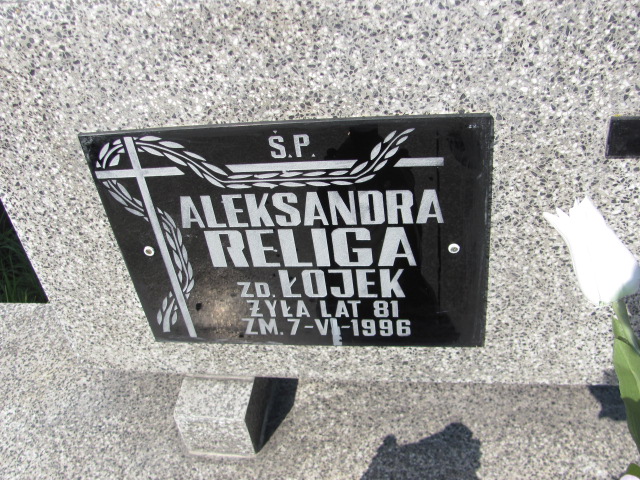 Ś.P.
ALEKSANDRA
RELIGA
ZD. ŁOJEK
ŻYŁA LAT 81
ZM. 7-VI-1996